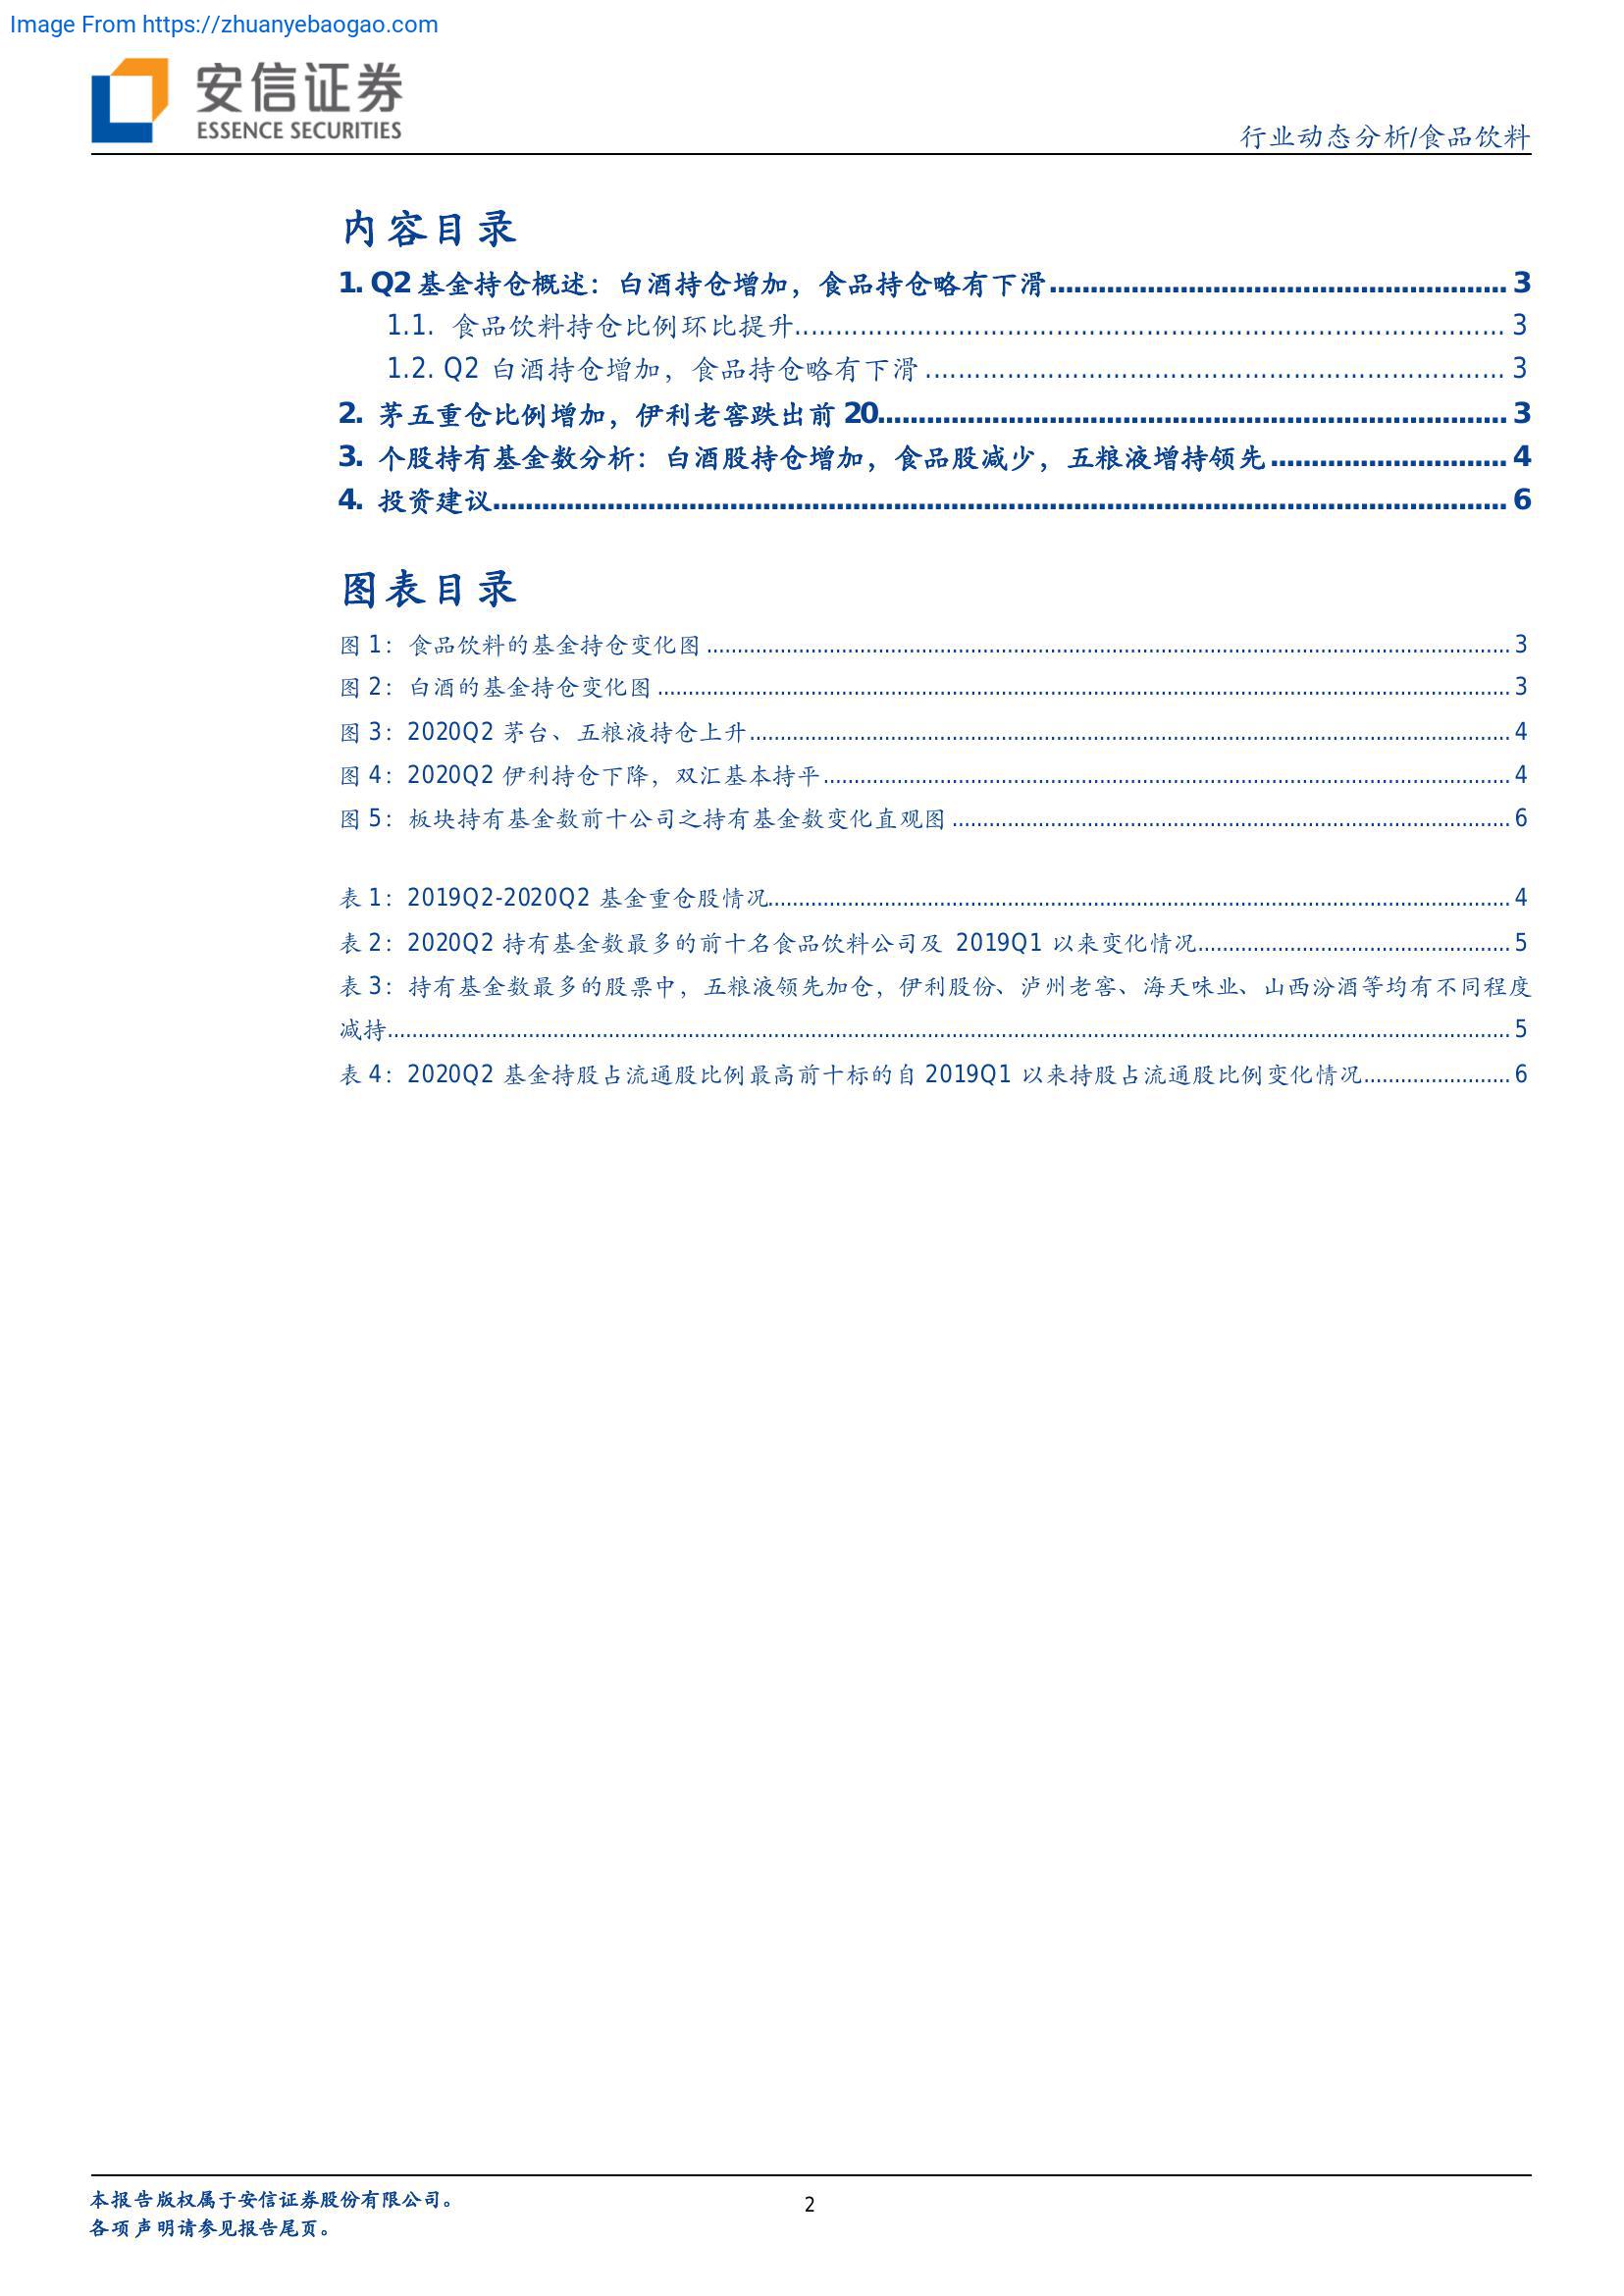 Image From https://zhuanyebaogao.com
安信证券
ESSENCE SECURITIES
行业动态分析/食品饮料
内容目录
1. Q2 基金持仓概述：白酒持仓增加，食品持仓略有下滑........................................................ 3
1.1. 食品饮料持仓比例环比提升........................................................................................ 3
1.2. Q2 白酒持仓增加，食品持仓略有下滑........................................................................ 3
2. 茅五重仓比例增加，伊利老窖跌出前 20............................................................................. 3
3. 个股持有基金数分析：白酒股持仓增加，食品股减少，五粮液增持领先............................. 4
4. 投资建议............................................................................................................................ 6
图表目录
图 1：食品饮料的基金持仓变化图........................................................................................ 3
图 2：白酒的基金持仓变化图............................................................................................... 3
图 3：2020Q2 茅台、五粮液持仓上升.................................................................................. 4
图 4：2020Q2 伊利持仓下降，双汇基本持平....................................................................... 4
图 5：板块持有基金数前十公司之持有基金数变化直观图.................................................... 6
表 1：2019Q2-2020Q2 基金重仓股情况............................................................................... 4
表 2：2020Q2 持有基金数最多的前十名食品饮料公司及 2019Q1 以来变化情况.................. 5
表 3：持有基金数最多的股票中，五粮液领先加仓，伊利股份、泸州老窖、海天味业、山西汾酒等均有不同程度
减持...................................................................................................................................... 5
表 4：2020Q2 基金持股占流通股比例最高前十标的自 2019Q1 以来持股占流通股比例变化情况........................ 6
本报告版权属于安信证券股份有限公司。
各项声明请参见报告尾页。
2